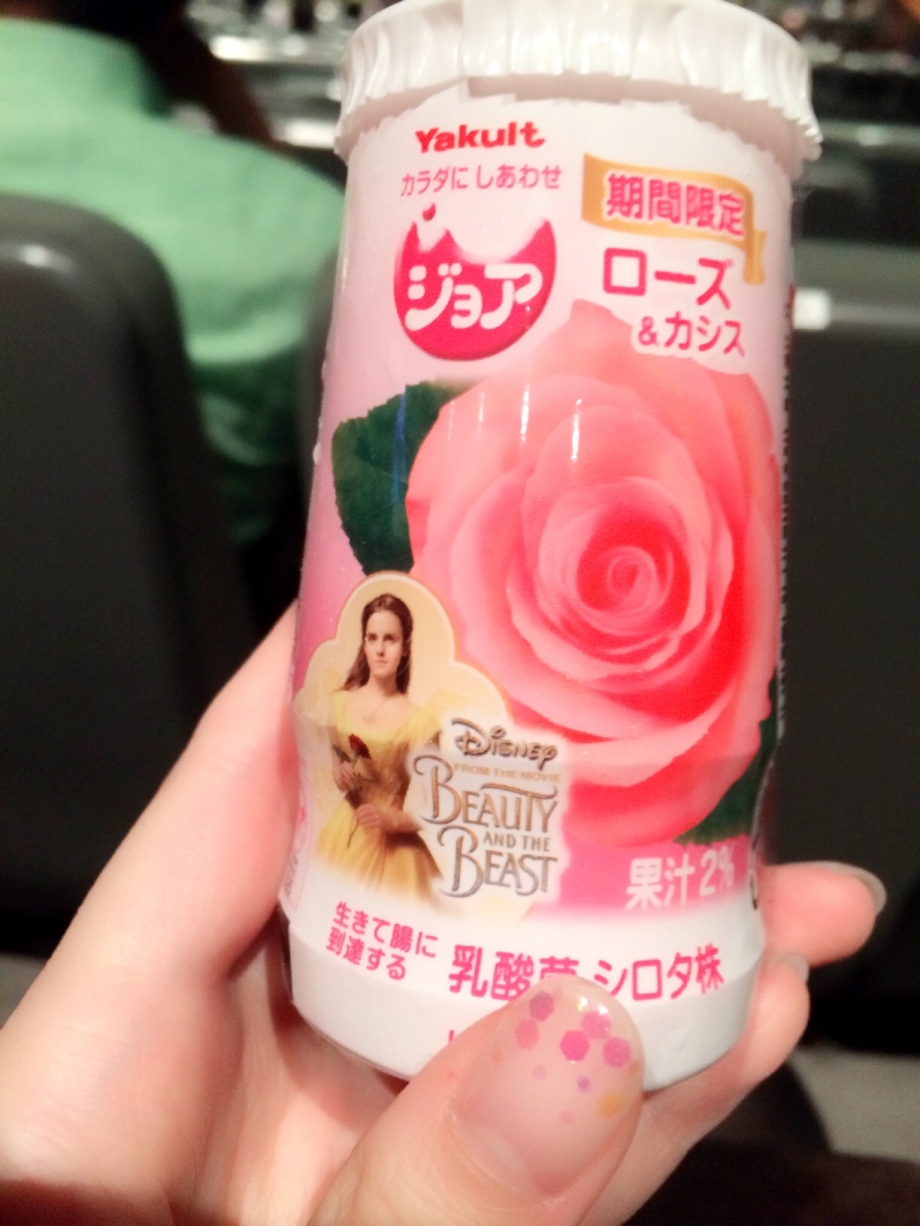 Yakult
カラダにしあわせ
ジョア
期間限定
ローズ
&カシス
Disney
FROM THE MOVIE
BEAUTY
AND THE
BEAST
果汁2%
生きて腸に
到達する
乳酸菌 シロタ株